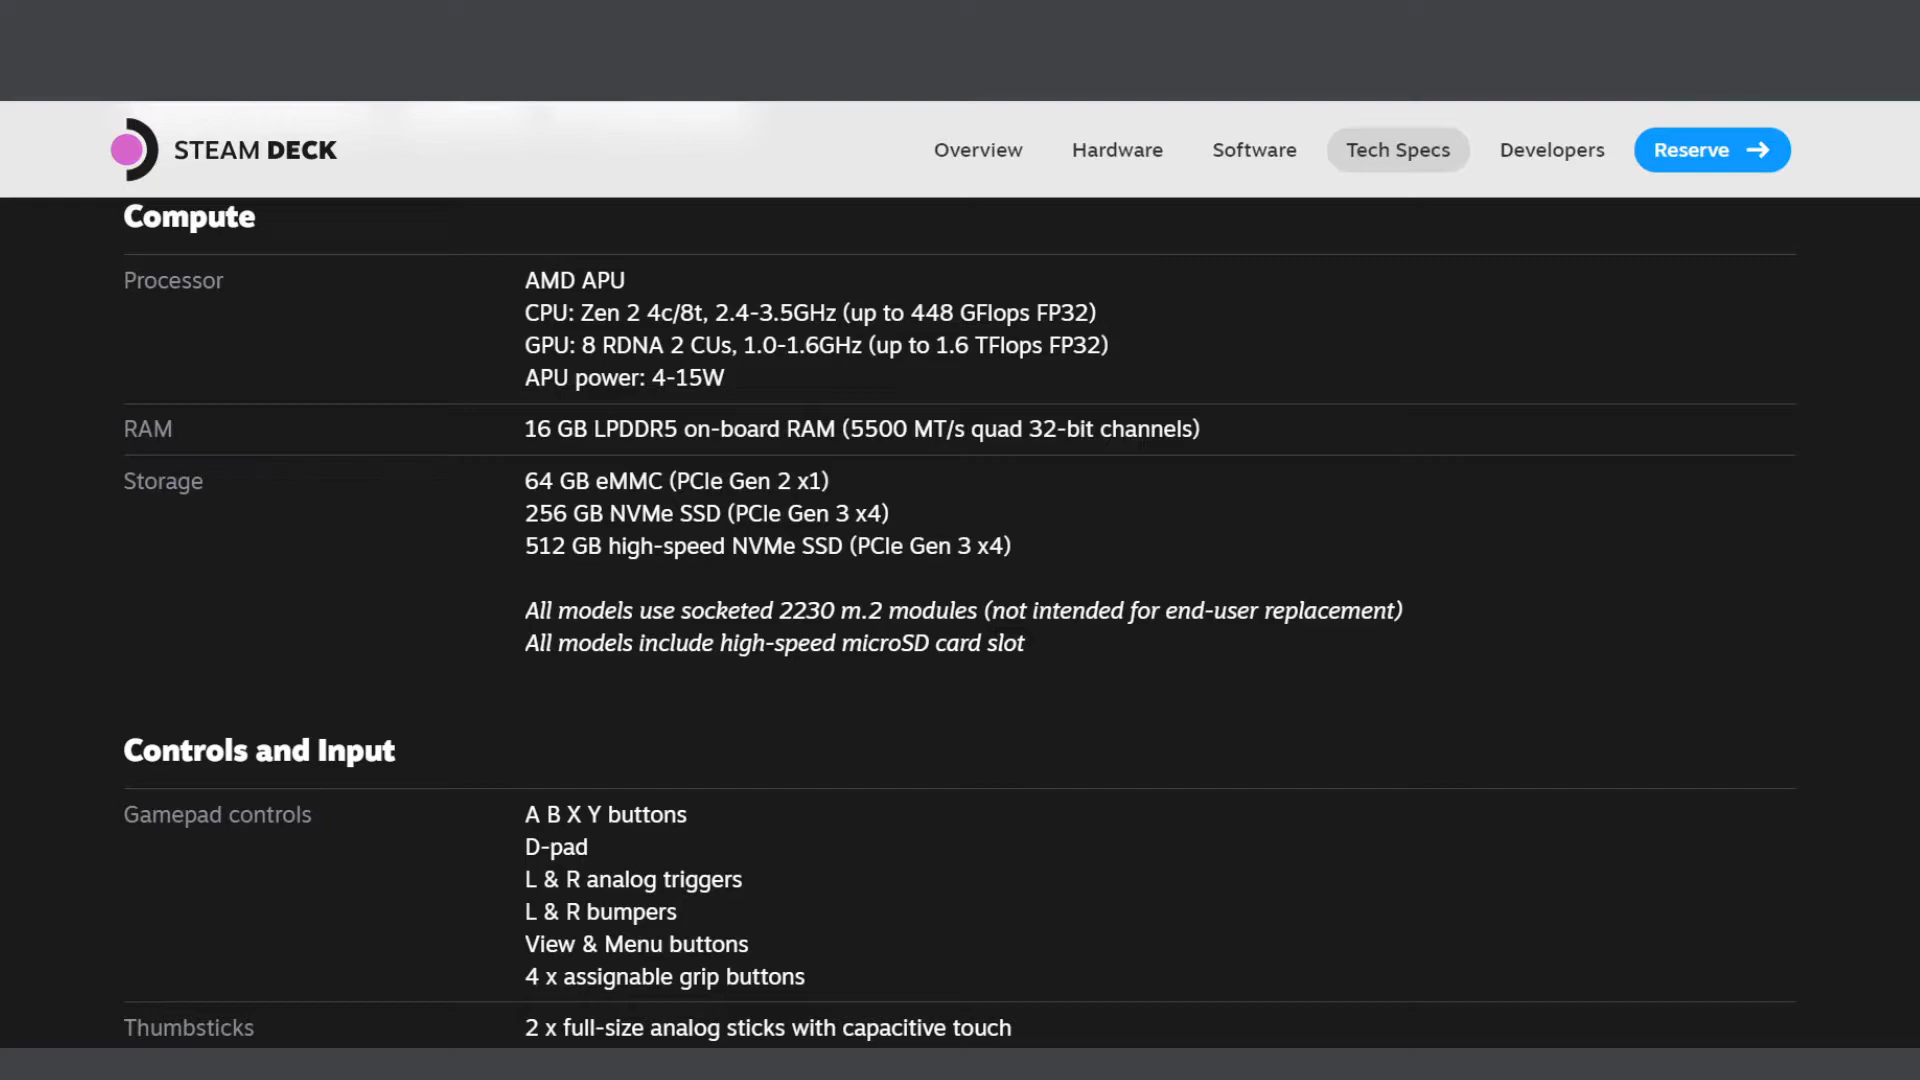 STEAM DECK
Overview Hardware Software Tech Specs Developers Reserve →
Compute
Processor
AMD APU
CPU: Zen 2 4c/8t, 2.4-3.5GHz (up to 448 GFlops FP32)
GPU: 8 RDNA 2 CUs, 1.0-1.6GHz (up to 1.6 TFlops FP32)
APU power: 4-15W
RAM
16 GB LPDDR5 on-board RAM (5500 MT/s quad 32-bit channels)
Storage
64 GB eMMC (PCIe Gen 2 x1)
256 GB NVMe SSD (PCIe Gen 3 x4)
512 GB high-speed NVMe SSD (PCIe Gen 3 x4)
All models use socketed 2230 m.2 modules (not intended for end-user replacement)
All models include high-speed microSD card slot
Controls and Input
Gamepad controls
A B X Y buttons
D-pad
L & R analog triggers
L & R bumpers
View & Menu buttons
4 x assignable grip buttons
Thumbsticks
2 x full-size analog sticks with capacitive touch